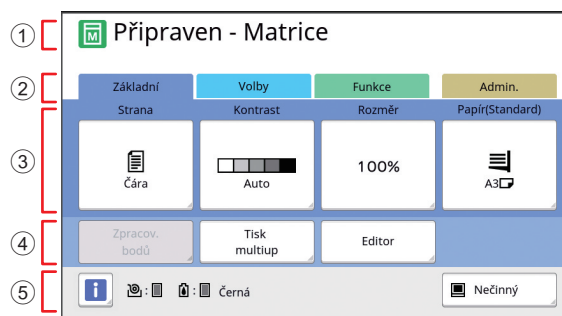 ① M Připraven - Matrice
② Základní Volby Funkce Admin.
Strana Kontrast Rozměr Papír(Standard)
③ Čára Auto 100% A3
④ Zpracov. bodů Tisk multiup Editor
⑤ i : : Černá Nečinný